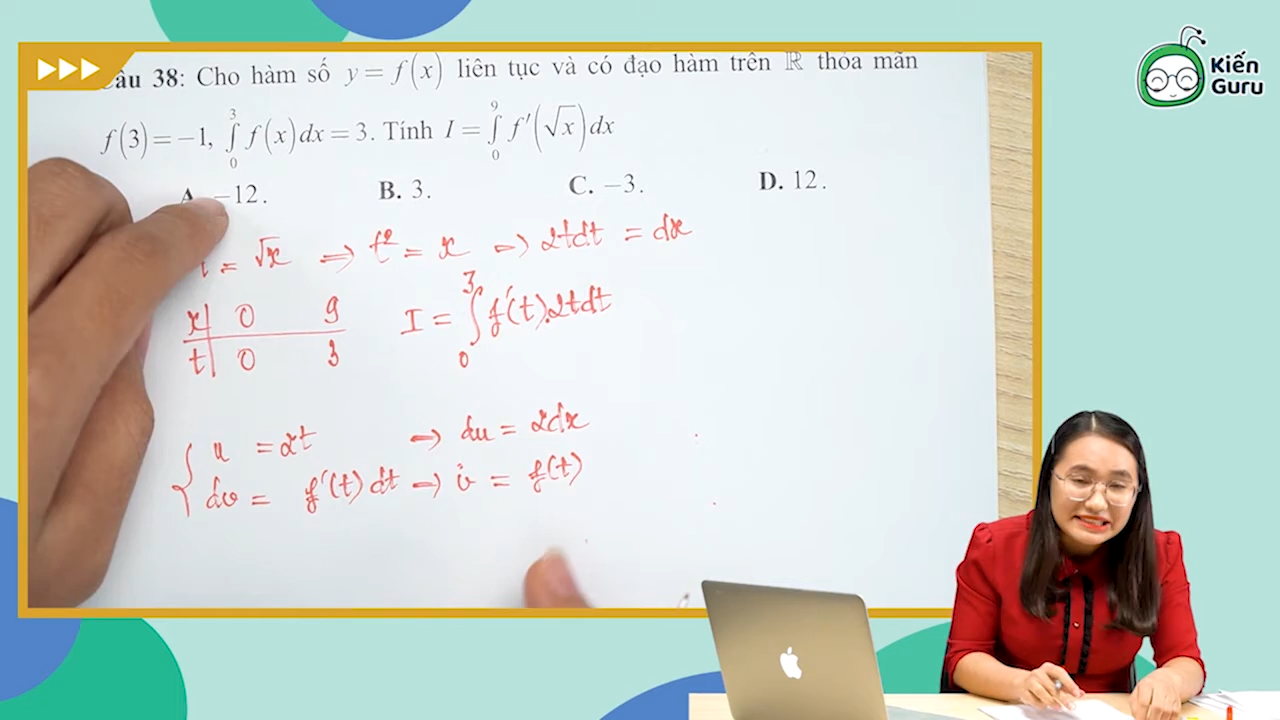 Câu 38: Cho hàm số y = f(x) liên tục và có đạo hàm trên ℝ thỏa mãn
f(3) = −1, ∫₀³ f(x)dx = 3. Tính I = ∫₀⁹ f'(√x)dx
A. −12. B. 3. C. −3. D. 12.
t = √x ⇒ t² = x ⇒ 2tdt = dx
x | 0 9
t | 0 3
I = ∫₀³ f'(t).2tdt
{ u = 2t → du = 2dx
dv = f'(t)dt → v = f(t)
Kiến
Guru